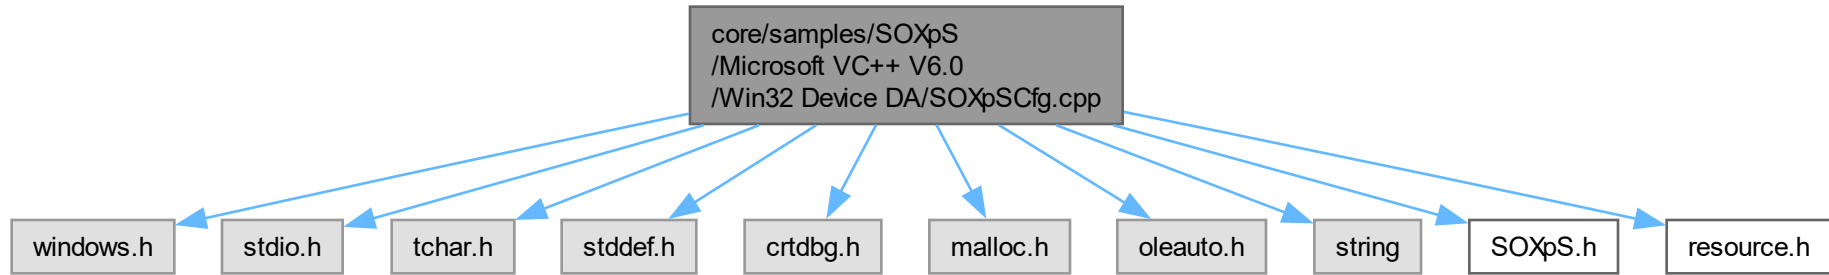 core/samples/SOXpS
/Microsoft VC++ V6.0
/Win32 Device DA/SOXpSCfg.cpp
windows.h
stdio.h
tchar.h
stddef.h
crtdbg.h
malloc.h
oleauto.h
string
SOXpS.h
resource.h